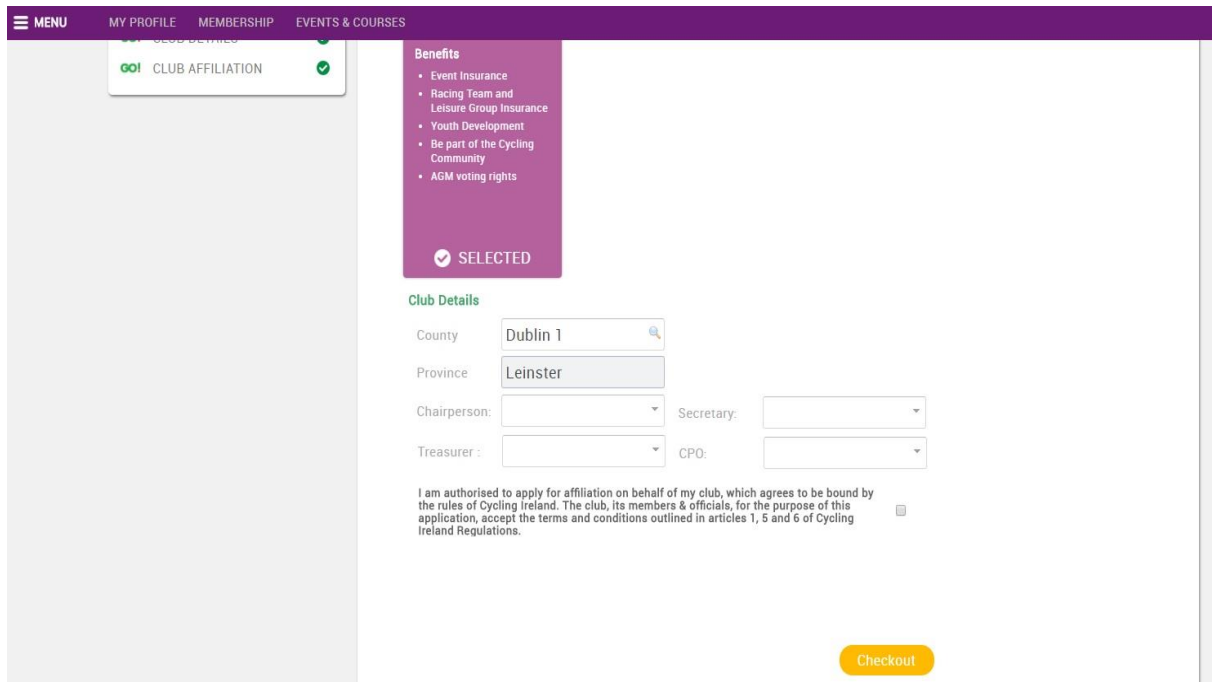 MENU MY PROFILE MEMBERSHIP EVENTS & COURSES
GO! CLUB DETAILS
GO! CLUB AFFILIATION
Benefits
• Event Insurance
• Racing Team and
Leisure Group Insurance
• Youth Development
• Be part of the Cycling
Community
• AGM voting rights
SELECTED
Club Details
County Dublin 1
Province Leinster
Chairperson: Secretary:
Treasurer : CPO:
I am authorised to apply for affiliation on behalf of my club, which agrees to be bound by
the rules of Cycling Ireland. The club, its members & officials, for the purpose of this
application, accept the terms and conditions outlined in articles 1, 5 and 6 of Cycling
Ireland Regulations.
Checkout